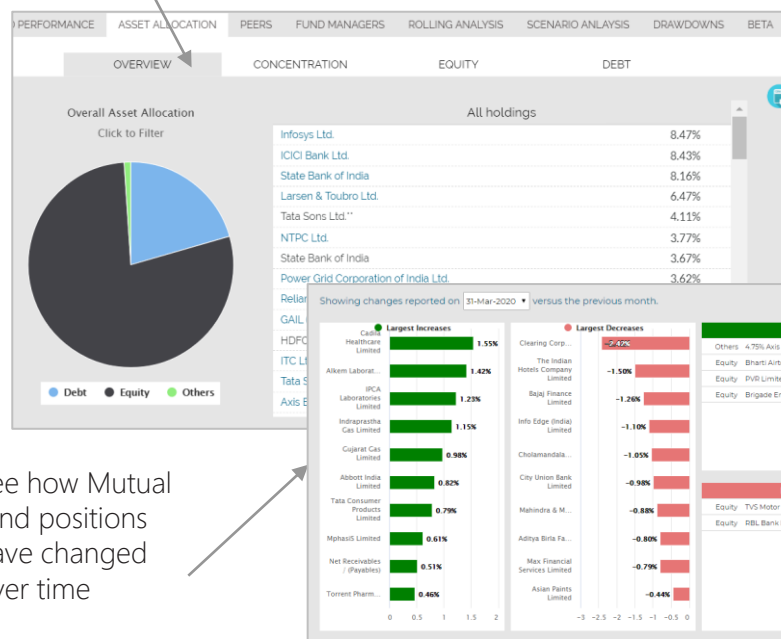 PERFORMANCE ASSET ALLOCATION PEERS FUND MANAGERS ROLLING ANALYSIS SCENARIO ANLAYSIS DRAWDOWNS BETA
OVERVIEW CONCENTRATION EQUITY DEBT
Overall Asset Allocation
Click to Filter
Debt Equity Others
All holdings
Infosys Ltd. 8.47%
ICICI Bank Ltd. 8.43%
State Bank of India 8.16%
Larsen & Toubro Ltd. 6.47%
Tata Sons Ltd.** 4.11%
NTPC Ltd. 3.77%
State Bank of India 3.67%
Power Grid Corporation of India Ltd. 3.62%
Relia
GAIL
HDFC
ITC Lt
Tata S
Axis B
Showing changes reported on 31-Mar-2020 versus the previous month.
Largest Increases
Cadila
Healthcare
Limited
1.55%
Alkem Laborat... 1.42%
IPCA
Laboratories
Limited
1.23%
Indraprastha
Gas Limited
1.15%
Gujarat Gas
Limited
0.98%
Abbott India
Limited
0.82%
Tata Consumer
Products
Limited
0.79%
MphasiS Limited 0.61%
Net Receivables
/ (Payables)
0.51%
Torrent Pharm... 0.46%
0 0.5 1 1.5 2
Largest Decreases
Clearing Corp...
The Indian
Hotels Company
Limited
-1.50%
Bajaj Finance
Limited
-1.26%
Info Edge (India)
Limited
-1.10%
Cholamandala... -1.05%
City Union Bank
Limited
-0.98%
Mahindra & M... -0.88%
Aditya Birla Fa... -0.80%
Max Financial
Services Limited
-0.79%
Asian Paints
Limited
-0.44%
-3 -2.5 -2 -1.5 -1 -0.5 0
Others 4.75% Axis
Equity Bharti Airt
Equity PVR Limite
Equity Brigade En
Equity TVS Motor
Equity RBL Bank
ee how Mutual
nd positions
ave changed
ver time